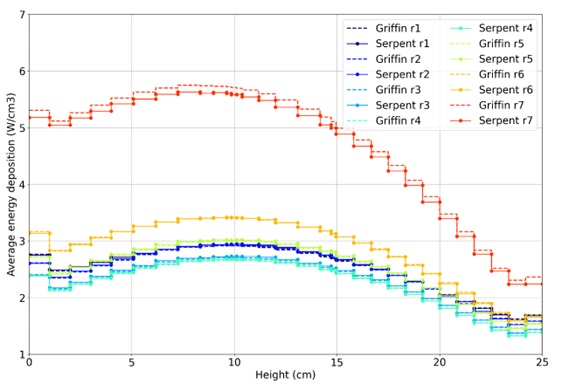 7
6
5
4
3
2
1
Average energy deposition (W/cm3)
Griffin r1
Serpent r1
Griffin r2
Serpent r2
Griffin r3
Serpent r3
Griffin r4
Serpent r4
Griffin r5
Serpent r5
Griffin r6
Serpent r6
Griffin r7
Serpent r7
0 5 10 15 20 25
Height (cm)